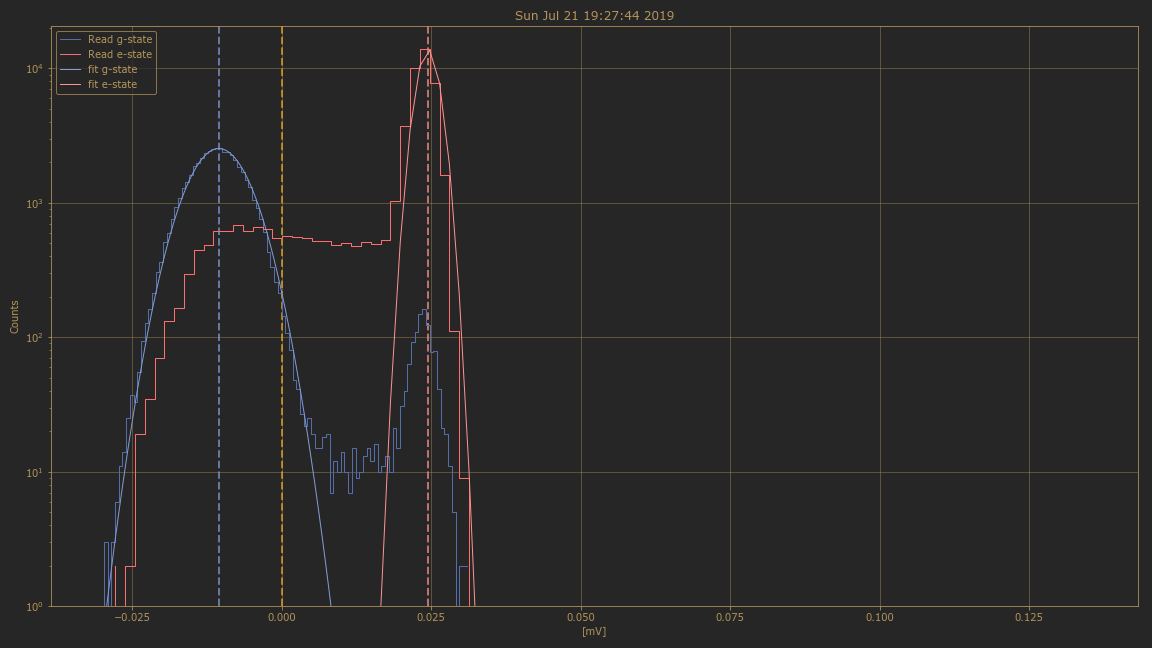 Sun Jul 21 19:27:44 2019
Read g-state
Read e-state
fit g-state
fit e-state
Counts
10⁴
10³
10²
10¹
10⁰
−0.025 0.000 0.025 0.050 0.075 0.100 0.125
[mV]